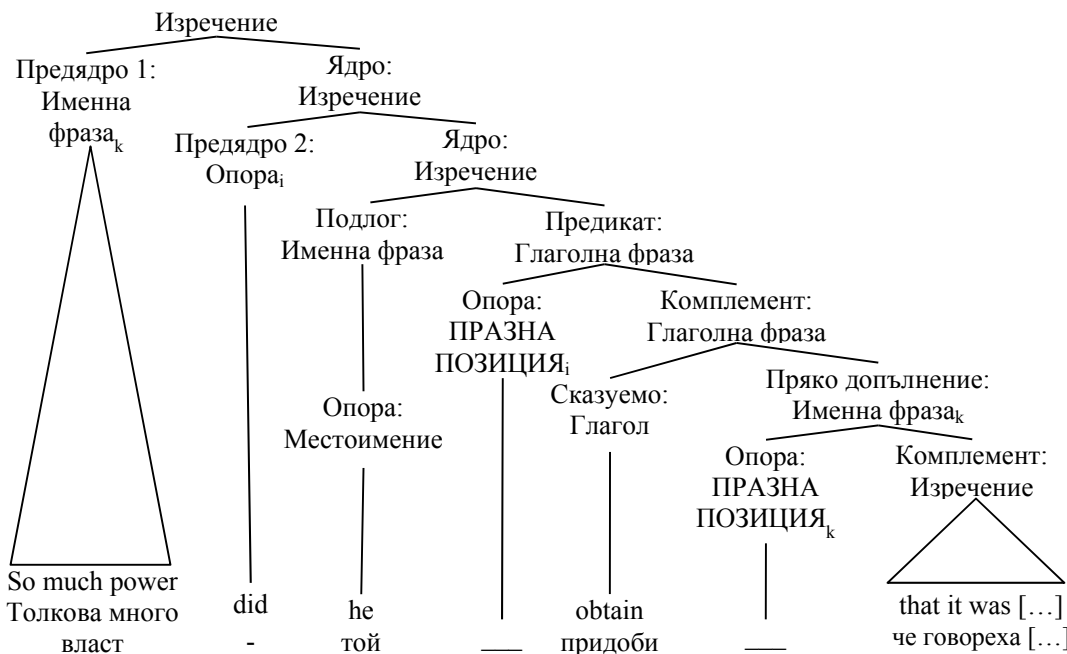 Изречение
Предядро 1:
Именна
фраза_k
Ядро:
Изречение
Предядро 2:
Опора_i
Ядро:
Изречение
Подлог:
Именна фраза
Предикат:
Глаголна фраза
Опора:
ПРАЗНА
ПОЗИЦИЯ_i
Комплемент:
Глаголна фраза
Опора:
Местоимение
Сказуемо:
Глагол
Пряко допълнение:
Именна фраза_k
Опора:
ПРАЗНА
ПОЗИЦИЯ_k
Комплемент:
Изречение
So much power
Толкова много
власт
did
-
he
той
___
obtain
придоби
___
that it was […]
че говореха […]